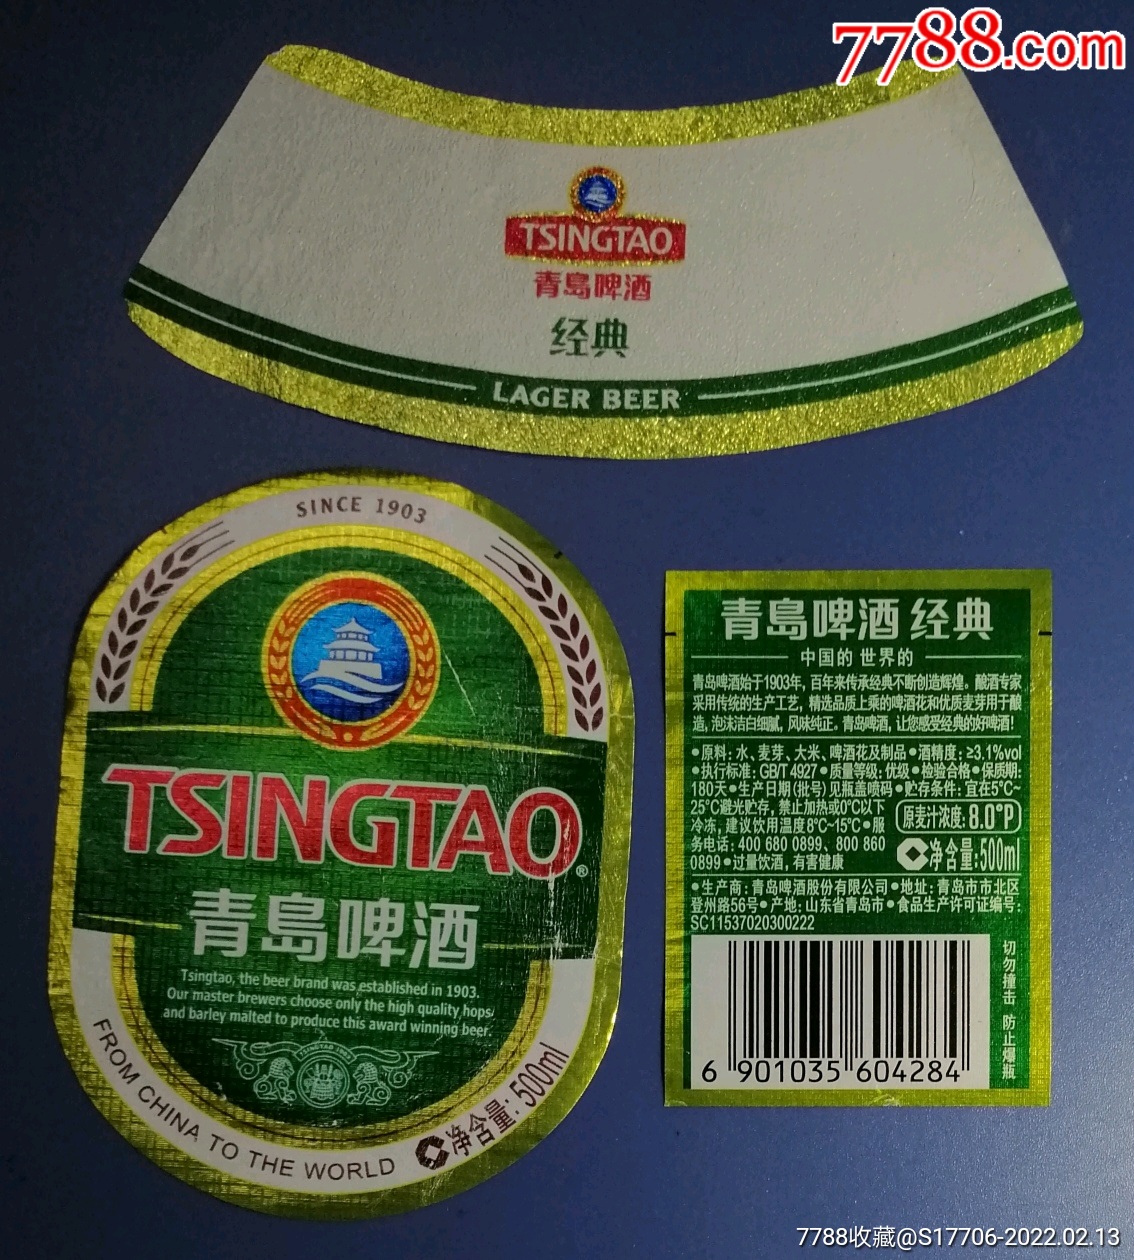 7788.com
TSINGTAO
青島啤酒
经典
LAGER BEER
SINCE 1903
TSINGTAO®
青島啤酒
Tsingtao, the beer brand was established in 1903.
Our master brewers choose only the high quality hops
and barley malted to produce this award winning beer.
TSINGTAO 1903
FROM CHINA TO THE WORLD
净含量: 500ml
青島啤酒 经典
中国的 世界的
青岛啤酒始于1903年，百年来传承经典不断创造辉煌。酿酒专家
采用传统的生产工艺，精选品质上乘的啤酒花和优质麦芽用于酿
造，泡沫洁白细腻，风味纯正。青岛啤酒，让您感受经典的好啤酒！
•原料：水、麦芽、大米、啤酒花及制品•酒精度：≥3.1%vol
•执行标准：GB/T 4927•质量等级：优级•检验合格•保质期：
180天•生产日期(批号)见瓶盖喷码•贮存条件：宜在5°C~
25°C避光贮存，禁止加热或0°C以下
冷冻，建议饮用温度8°C~15°C•服
务电话：400 680 0899、800 860
0899•过量饮酒，有害健康
原麦汁浓度：8.0°P
净含量：500ml
•生产商：青岛啤酒股份有限公司•地址：青岛市市北区
登州路56号•产地：山东省青岛市•食品生产许可证编号：
SC11537020300222
切勿撞击 防止爆瓶
6 901035 604284
7788收藏@S17706-2022.02.13